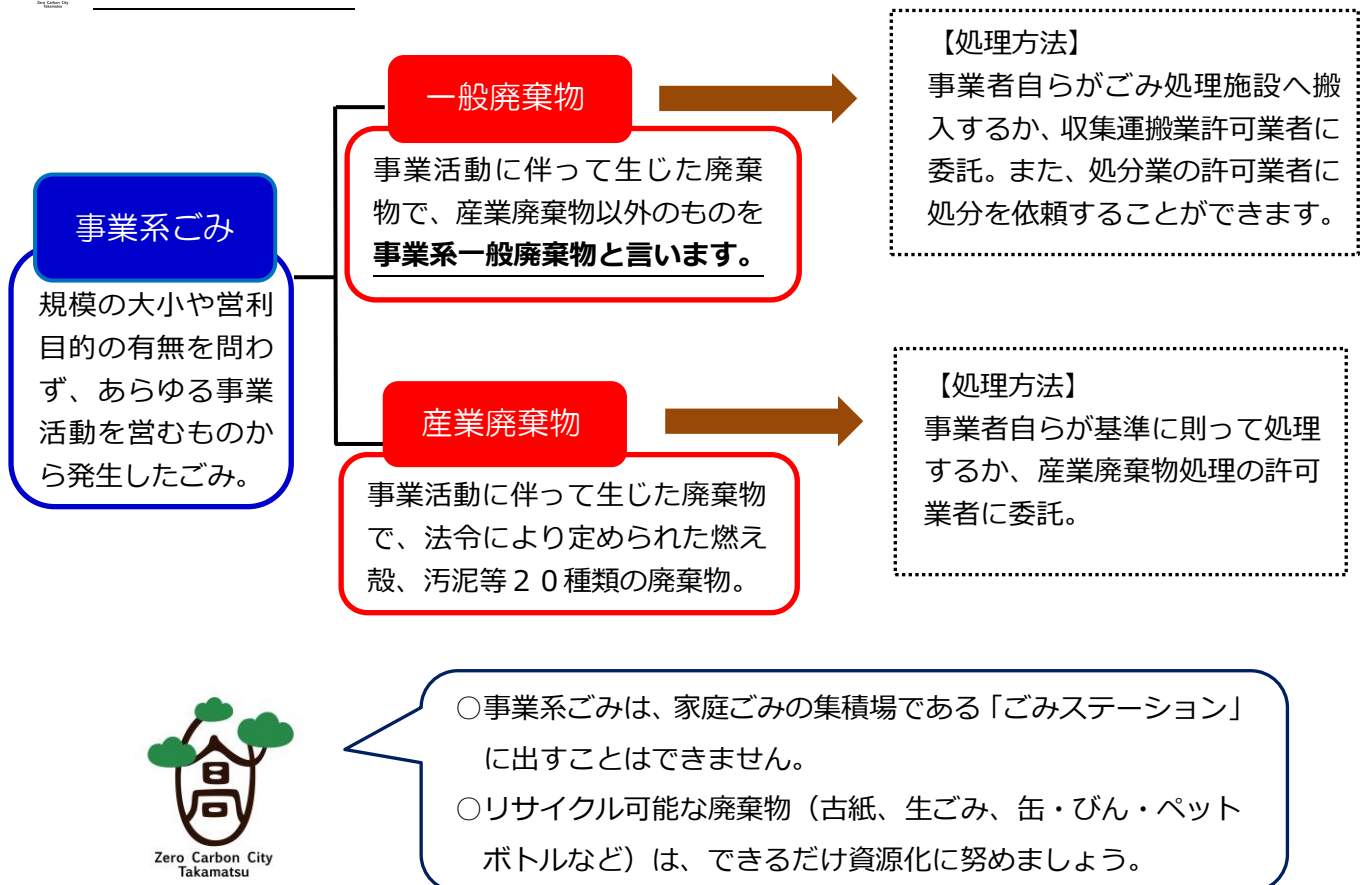 Zero Carbon City
Takamatsu
事業系ごみ
規模の大小や営利
目的の有無を問わ
ず、あらゆる事業
活動を営むものか
ら発生したごみ。
一般廃棄物
事業活動に伴って生じた廃棄
物で、産業廃棄物以外のものを
事業系一般廃棄物と言います。
【処理方法】
事業者自らがごみ処理施設へ搬
入するか、収集運搬業許可業者に
委託。また、処分業の許可業者に
処分を依頼することができます。
産業廃棄物
事業活動に伴って生じた廃棄物
で、法令により定められた燃え
殻、汚泥等２０種類の廃棄物。
【処理方法】
事業者自らが基準に則って処理
するか、産業廃棄物処理の許可
業者に委託。
○事業系ごみは、家庭ごみの集積場である「ごみステーション」
に出すことはできません。
○リサイクル可能な廃棄物（古紙、生ごみ、缶・びん・ペット
ボトルなど）は、できるだけ資源化に努めましょう。
高
Zero Carbon City
Takamatsu